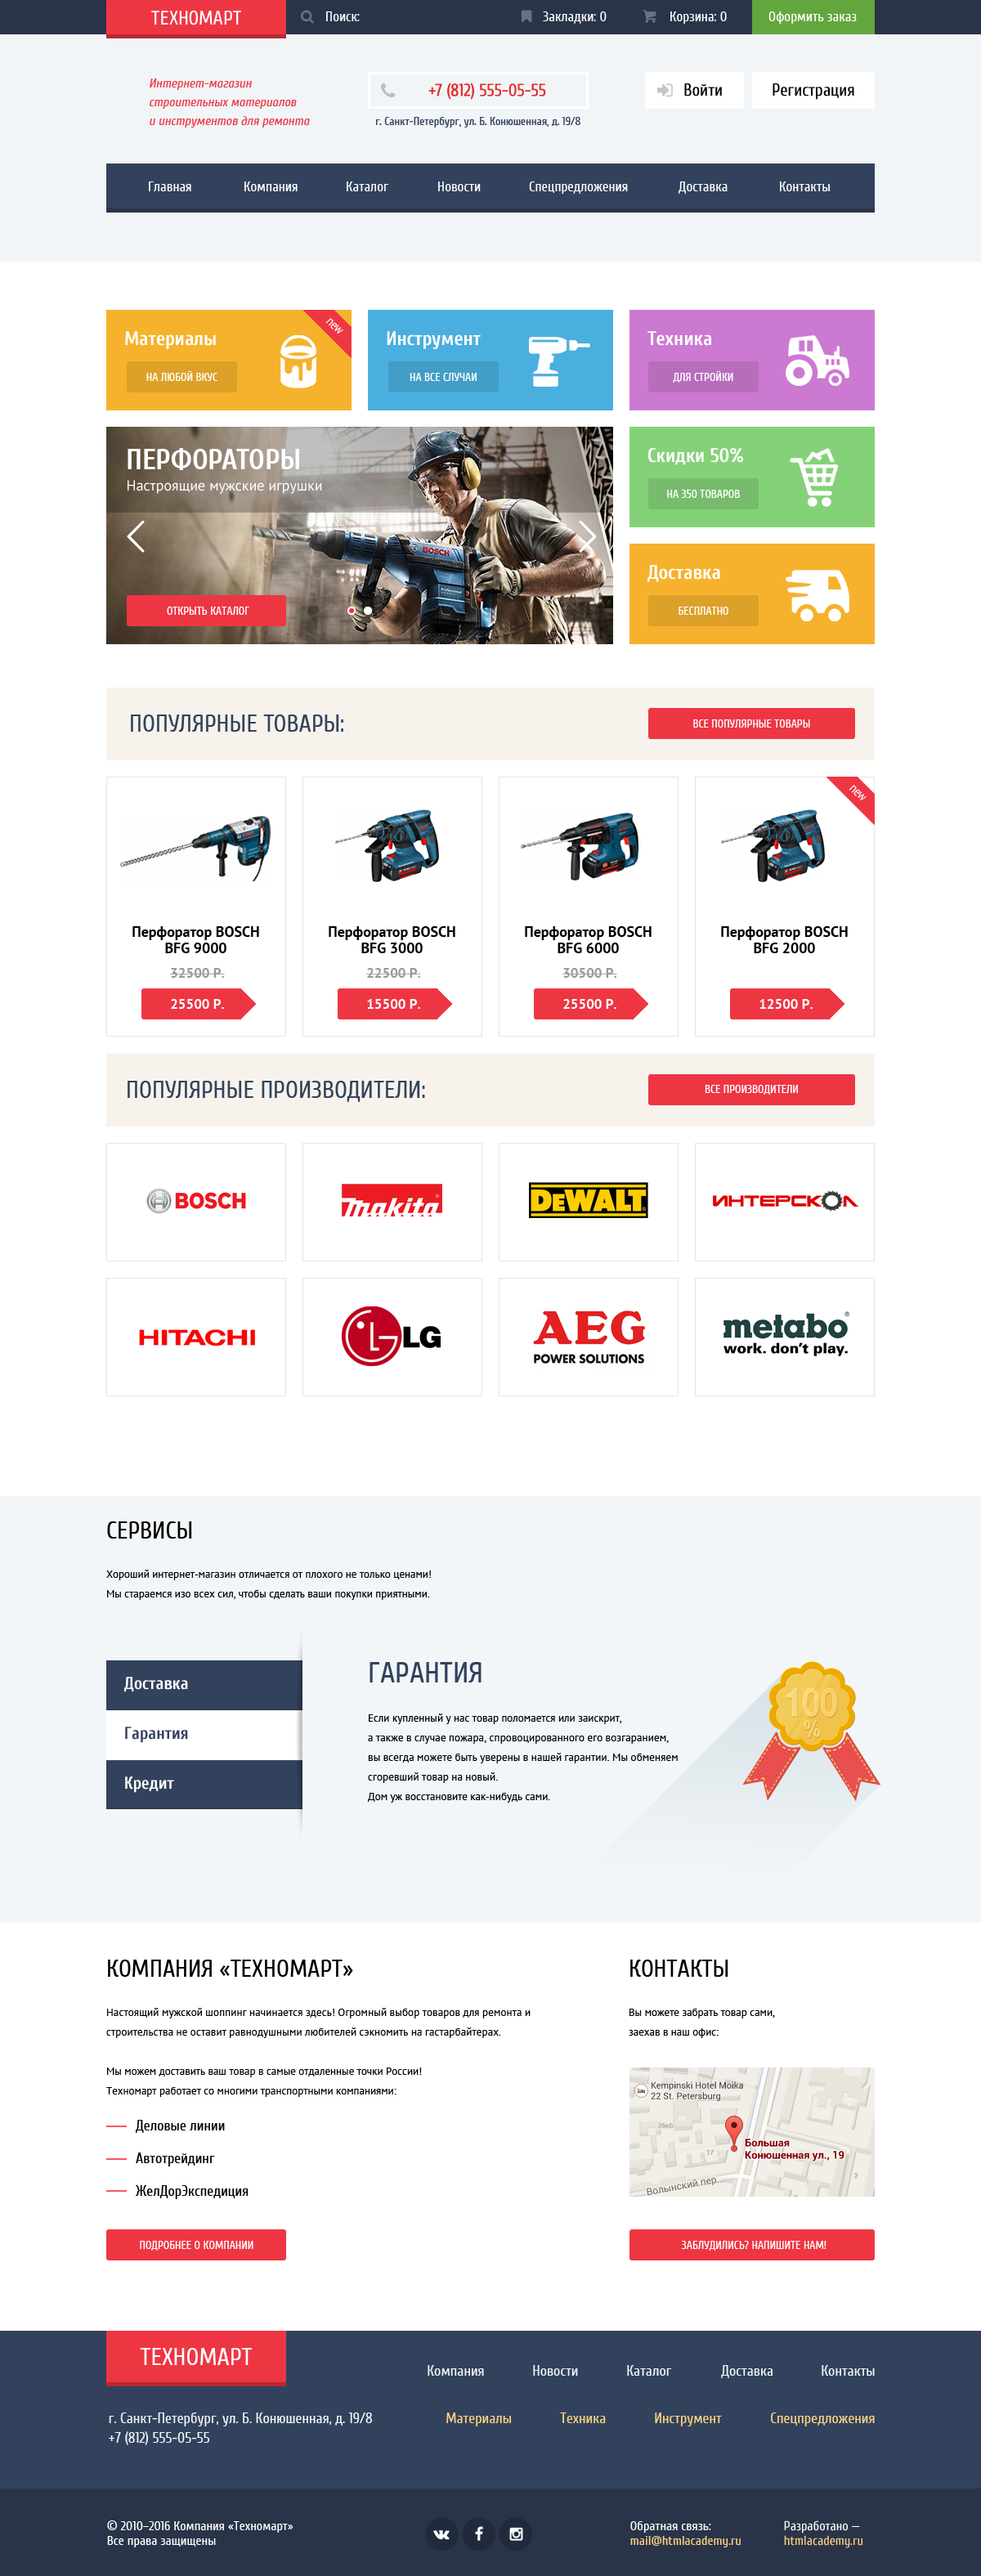 ТЕХНОМАРТ
Поиск:
Закладки: 0
Корзина: 0
Оформить заказ
Интернет-магазин
строительных материалов
и инструментов для ремонта
+7 (812) 555-05-55
г. Санкт-Петербург, ул. Б. Конюшенная, д. 19/8
Войти
Регистрация
Главная
Компания
Каталог
Новости
Спецпредложения
Доставка
Контакты
Материалы
НА ЛЮБОЙ ВКУС
new
Инструмент
НА ВСЕ СЛУЧАИ
Техника
ДЛЯ СТРОЙКИ
ПЕРФОРАТОРЫ
Настроящие мужские игрушки
BOSCH
ОТКРЫТЬ КАТАЛОГ
Скидки 50%
НА 350 ТОВАРОВ
Доставка
БЕСПЛАТНО
ПОПУЛЯРНЫЕ ТОВАРЫ:
ВСЕ ПОПУЛЯРНЫЕ ТОВАРЫ
Перфоратор BOSCH
BFG 9000
32500 Р.
25500 Р.
Перфоратор BOSCH
BFG 3000
22500 Р.
15500 Р.
Перфоратор BOSCH
BFG 6000
30500 Р.
25500 Р.
new
Перфоратор BOSCH
BFG 2000
12500 Р.
ПОПУЛЯРНЫЕ ПРОИЗВОДИТЕЛИ:
ВСЕ ПРОИЗВОДИТЕЛИ
BOSCH
makita
DEWALT
ИНТЕРСКОЛ
HITACHI
LG
AEG
POWER SOLUTIONS
metabo®
work. don't play.
СЕРВИСЫ
Хороший интернет-магазин отличается от плохого не только ценами!
Мы стараемся изо всех сил, чтобы сделать ваши покупки приятными.
Доставка
Гарантия
Кредит
ГАРАНТИЯ
Если купленный у нас товар поломается или заискрит,
а также в случае пожара, спровоцированного его возгаранием,
вы всегда можете быть уверены в нашей гарантии. Мы обменяем
сгоревший товар на новый.
Дом уж восстановите как-нибудь сами.
100
%
КОМПАНИЯ «ТЕХНОМАРТ»
Настоящий мужской шоппинг начинается здесь! Огромный выбор товаров для ремонта и
строительства не оставит равнодушными любителей сэкномить на гастарбайтерах.
Мы можем доставить ваш товар в самые отдаленные точки России!
Техномарт работает со многими транспортными компаниями:
Деловые линии
Автотрейдинг
ЖелДорЭкспедиция
ПОДРОБНЕЕ О КОМПАНИИ
КОНТАКТЫ
Вы можете забрать товар сами,
заехав в наш офис:
Kempinski Hotel Moika
22 St. Petersburg
26кБ
17
Большая
Конюшенная ул., 19
2
Волынский пер.
ЗАБЛУДИЛИСЬ? НАПИШИТЕ НАМ!
ТЕХНОМАРТ
Компания
Новости
Каталог
Доставка
Контакты
г. Санкт-Петербург, ул. Б. Конюшенная, д. 19/8
+7 (812) 555-05-55
Материалы
Техника
Инструмент
Спецпредложения
© 2010–2016 Компания «Техномарт»
Все права защищены
Обратная связь:
mail@htmlacademy.ru
Разработано —
htmlacademy.ru